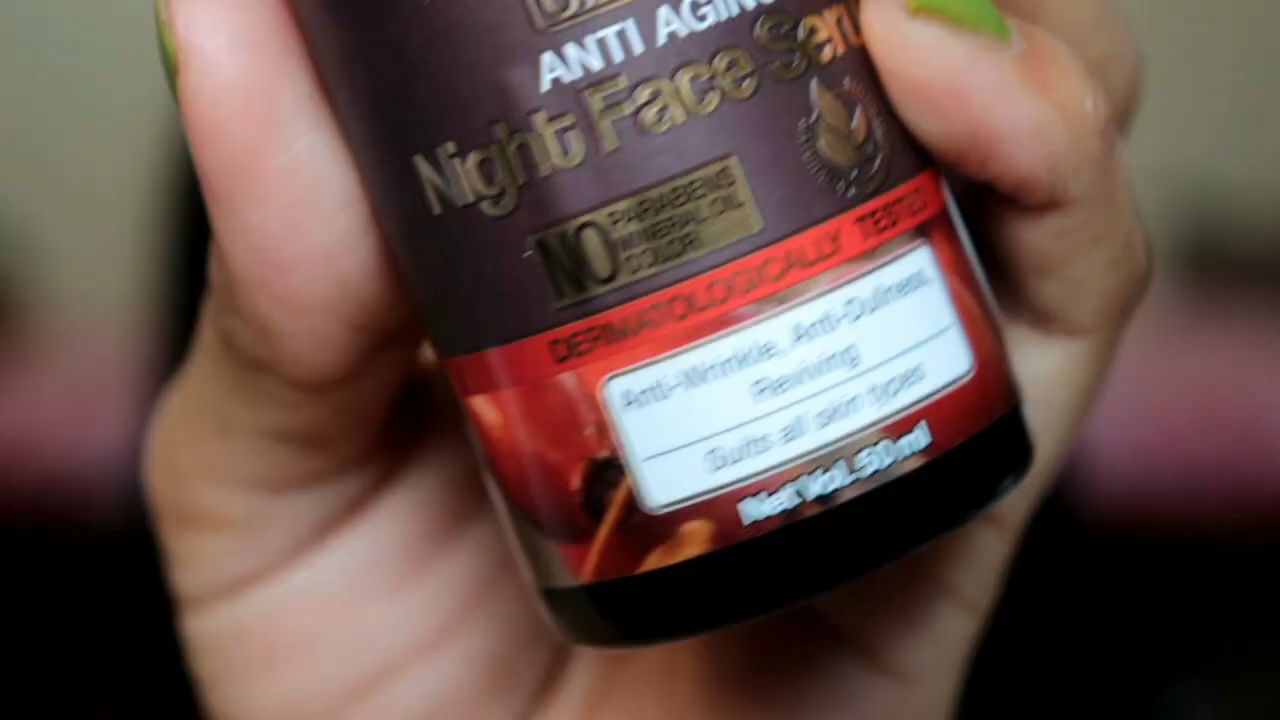 ANTI AGING
Night Face Seru
NO
PARABENS
MINERAL OIL
COLOR
DERMATOLOGICALLY TESTED
Anti-Wrinkle, Anti-Dullness,
Reviving
Suits all skin types
Net Vol. 50ml